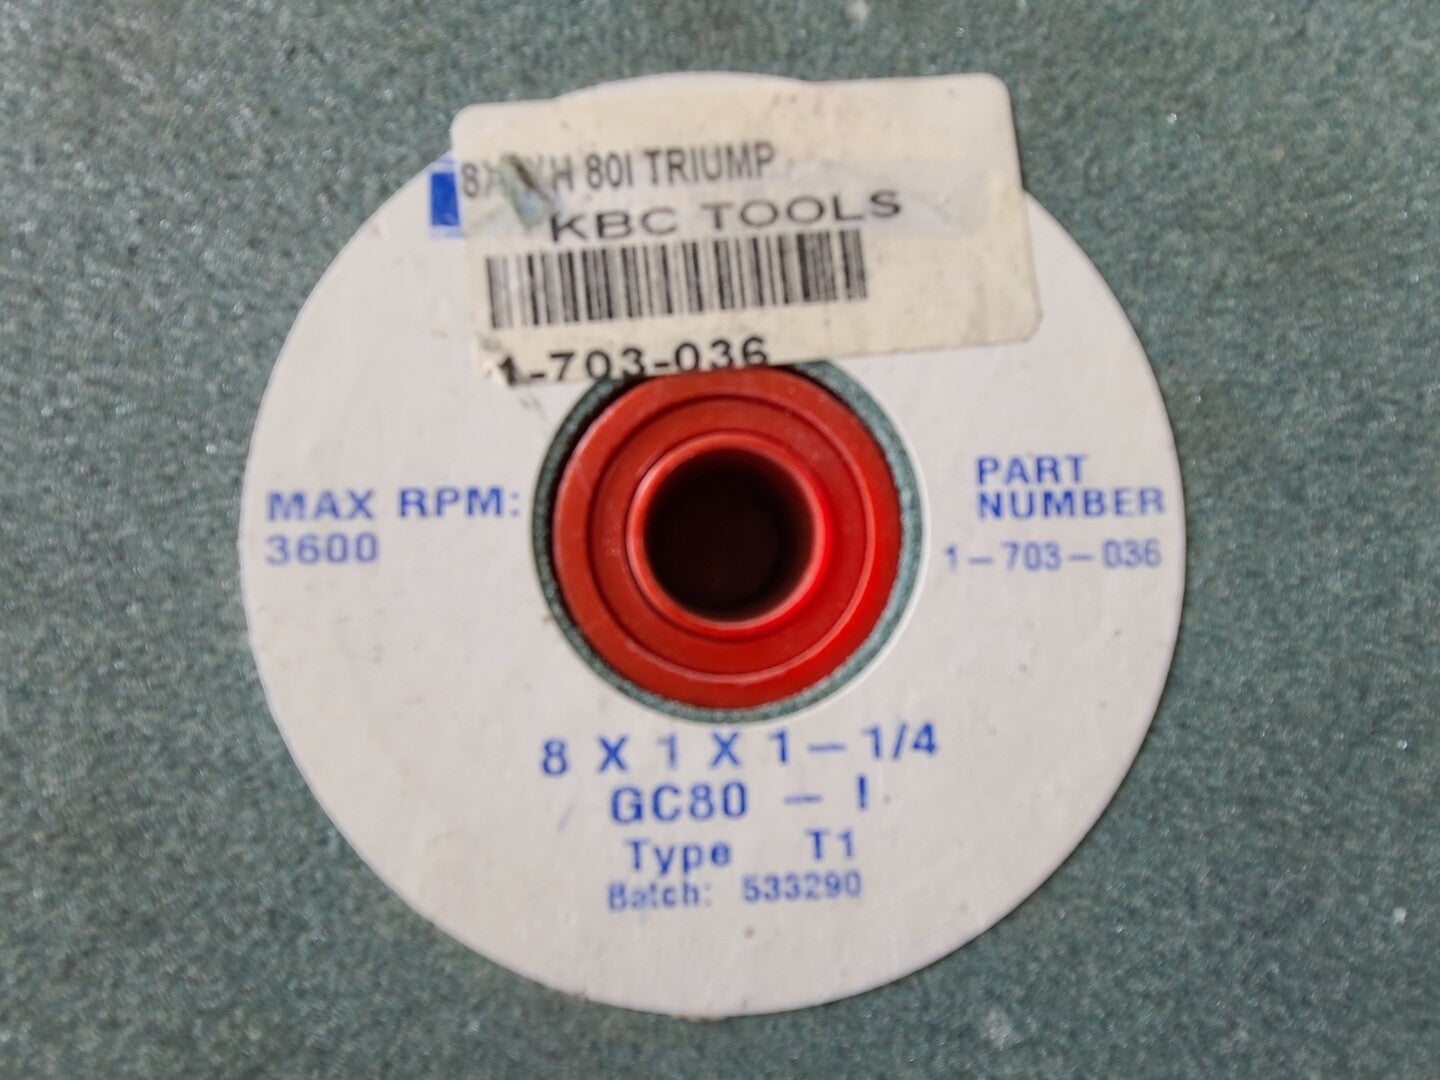 80I TRIUMP
KBC TOOLS
1-703-036
MAX RPM:
3600
PART
NUMBER
1-703-036
8 X 1 X 1-1/4
GC80 - I
Type T1
Batch: 533290